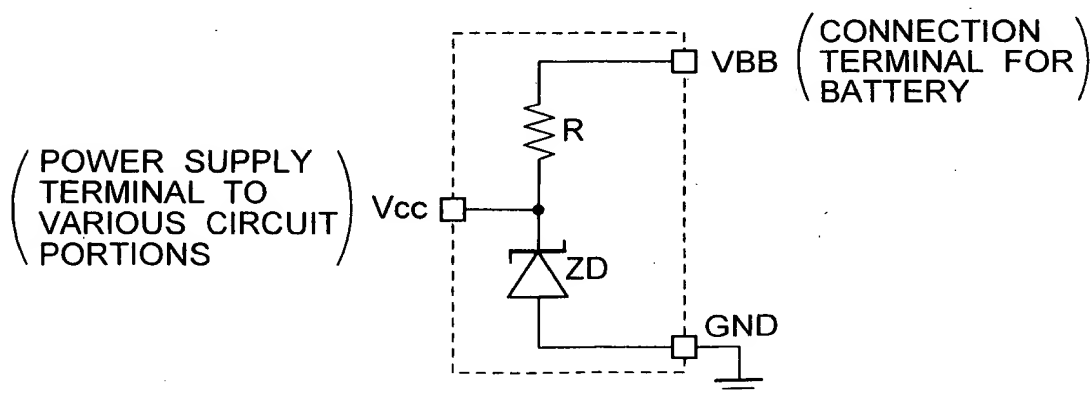 VBB
CONNECTION
TERMINAL FOR
BATTERY
R
POWER SUPPLY
TERMINAL TO
VARIOUS CIRCUIT
PORTIONS
Vcc
ZD
GND